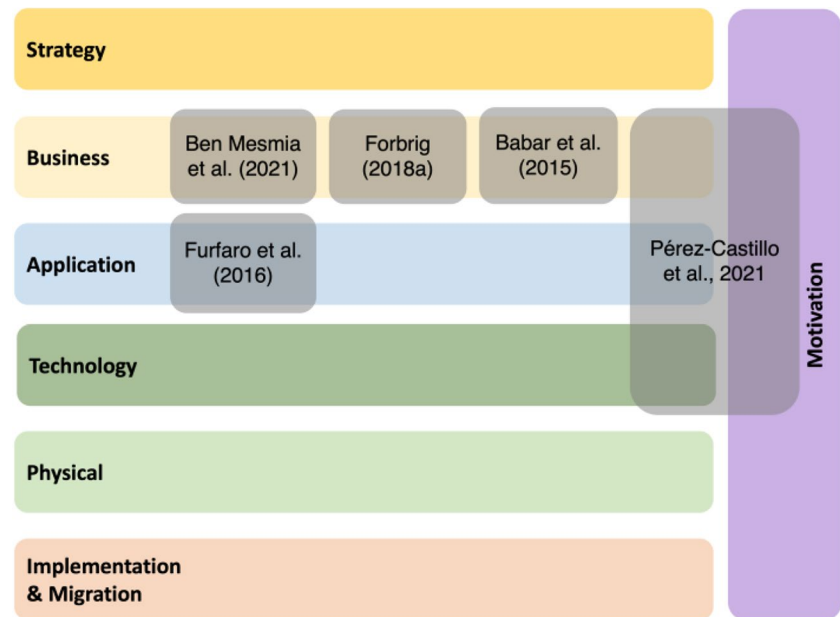 Strategy
Business
Ben Mesmia
et al. (2021)
Forbrig
(2018a)
Babar et al.
(2015)
Application
Furfaro et al.
(2016)
Pérez-Castillo
et al., 2021
Technology
Physical
Implementation
& Migration
Motivation